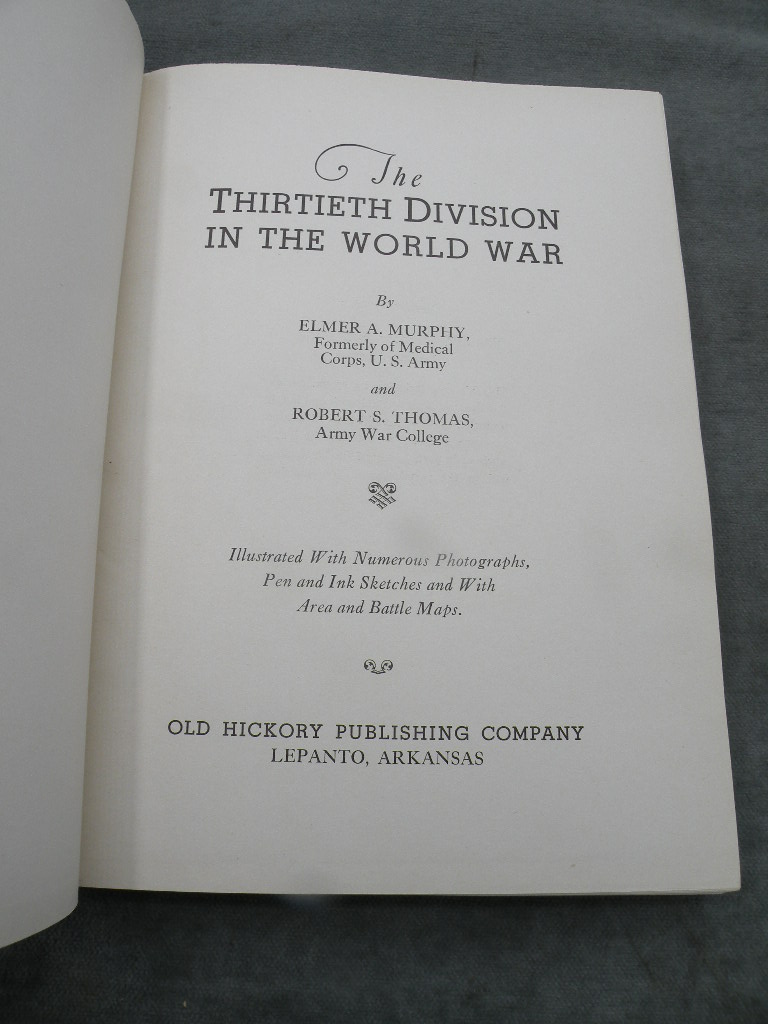 The
THIRTIETH DIVISION
IN THE WORLD WAR
By
ELMER A. MURPHY,
Formerly of Medical
Corps, U. S. Army
and
ROBERT S. THOMAS,
Army War College
Illustrated With Numerous Photographs,
Pen and Ink Sketches and With
Area and Battle Maps.
OLD HICKORY PUBLISHING COMPANY
LEPANTO, ARKANSAS